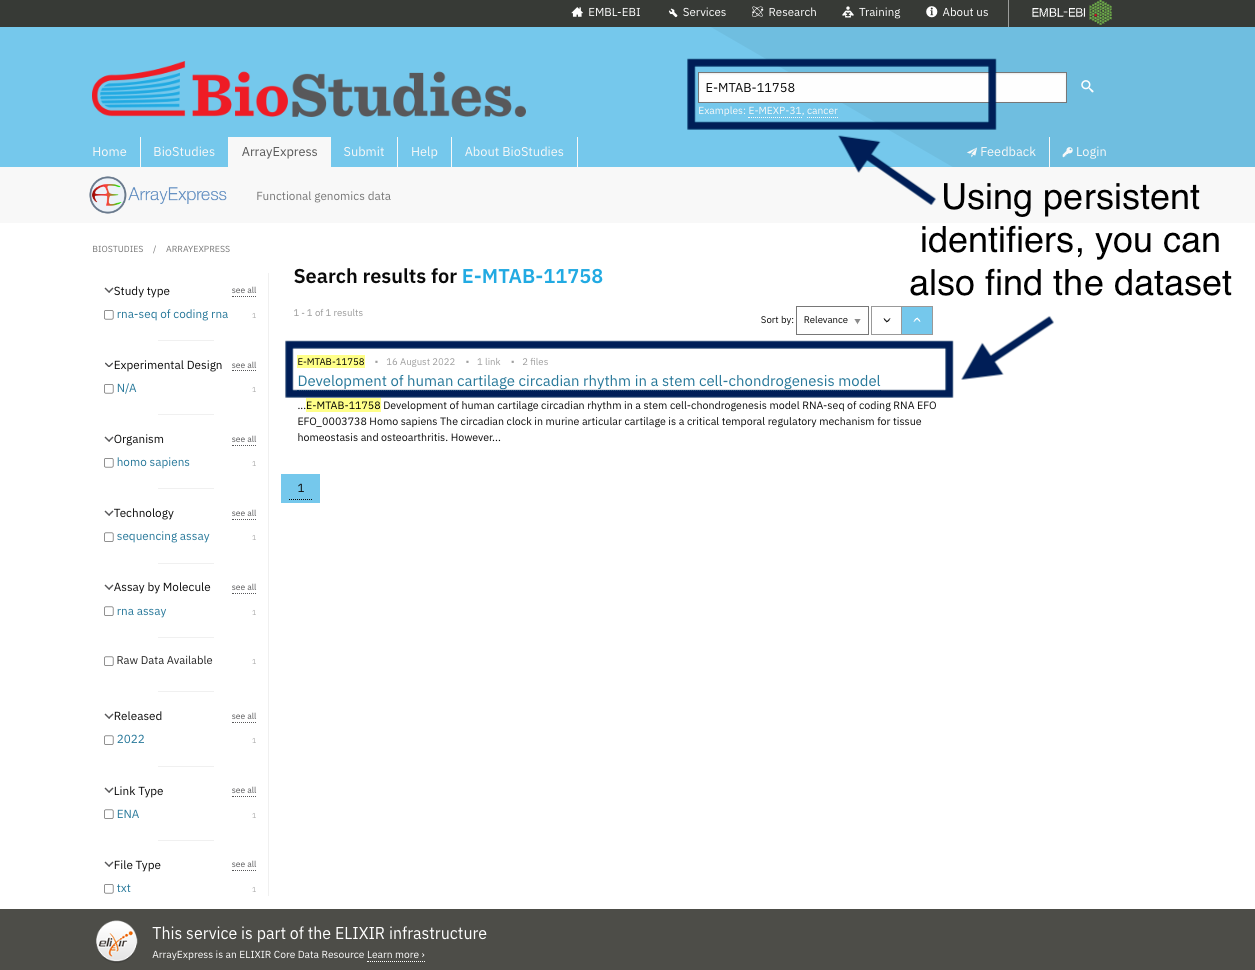 EMBL-EBI Services Research Training About us EMBL-EBI
BioStudies.
E-MTAB-11758
Examples: E-MEXP-31, cancer
Home BioStudies ArrayExpress Submit Help About BioStudies Feedback Login
ArrayExpress Functional genomics data
Using persistent
identifiers, you can
also find the dataset
BIOSTUDIES / ARRAYEXPRESS
Search results for E-MTAB-11758
1 - 1 of 1 results
Sort by: Relevance
Study type see all
rna-seq of coding rna 1
Experimental Design see all
N/A 1
Organism see all
homo sapiens 1
Technology see all
sequencing assay 1
Assay by Molecule see all
rna assay 1
Raw Data Available 1
Released see all
2022 1
Link Type see all
ENA 1
File Type see all
txt 1
E-MTAB-11758 • 16 August 2022 • 1 link • 2 files
Development of human cartilage circadian rhythm in a stem cell-chondrogenesis model
...E-MTAB-11758 Development of human cartilage circadian rhythm in a stem cell-chondrogenesis model RNA-seq of coding RNA EFO
EFO_0003738 Homo sapiens The circadian clock in murine articular cartilage is a critical temporal regulatory mechanism for tissue
homeostasis and osteoarthritis. However...
1
elixir
This service is part of the ELIXIR infrastructure
ArrayExpress is an ELIXIR Core Data Resource Learn more ›